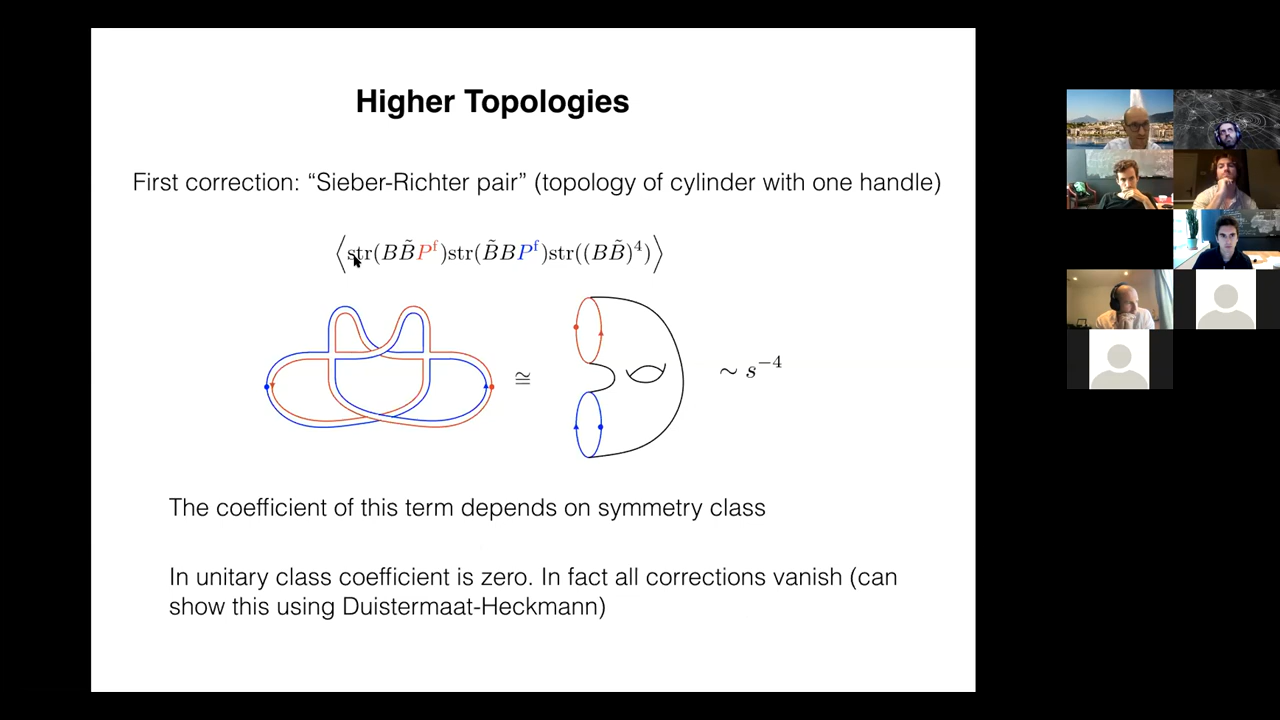 Higher Topologies
First correction: “Sieber-Richter pair” (topology of cylinder with one handle)
⟨str(BB̃P^f)str(B̃BP^f)str((BB̃)^4)⟩
≅
∼ s^{−4}
The coefficient of this term depends on symmetry class
In unitary class coefficient is zero. In fact all corrections vanish (can
show this using Duistermaat-Heckmann)